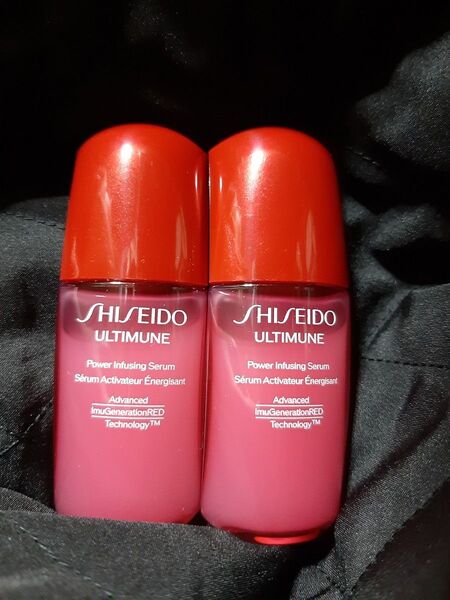 SHISEIDO
ULTIMUNE
Power Infusing Serum
Sérum Activateur Énergisant
Advanced
ImuGenerationRED
Technology™
SHISEIDO
ULTIMUNE
Power Infusing Serum
Sérum Activateur Énergisant
Advanced
ImuGenerationRED
Technology™